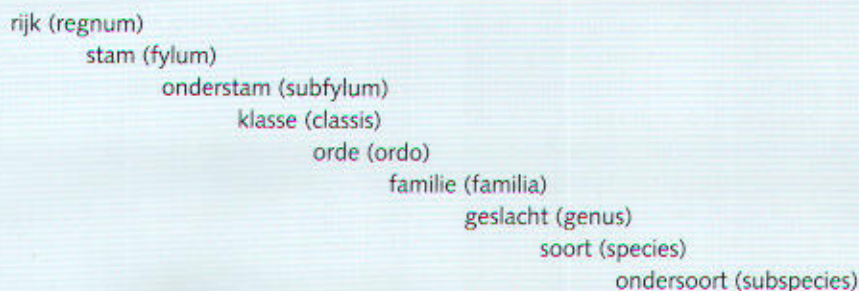 rijk (regnum)
stam (fylum)
onderstam (subfylum)
klasse (classis)
orde (ordo)
familie (familia)
geslacht (genus)
soort (species)
ondersoort (subspecies)